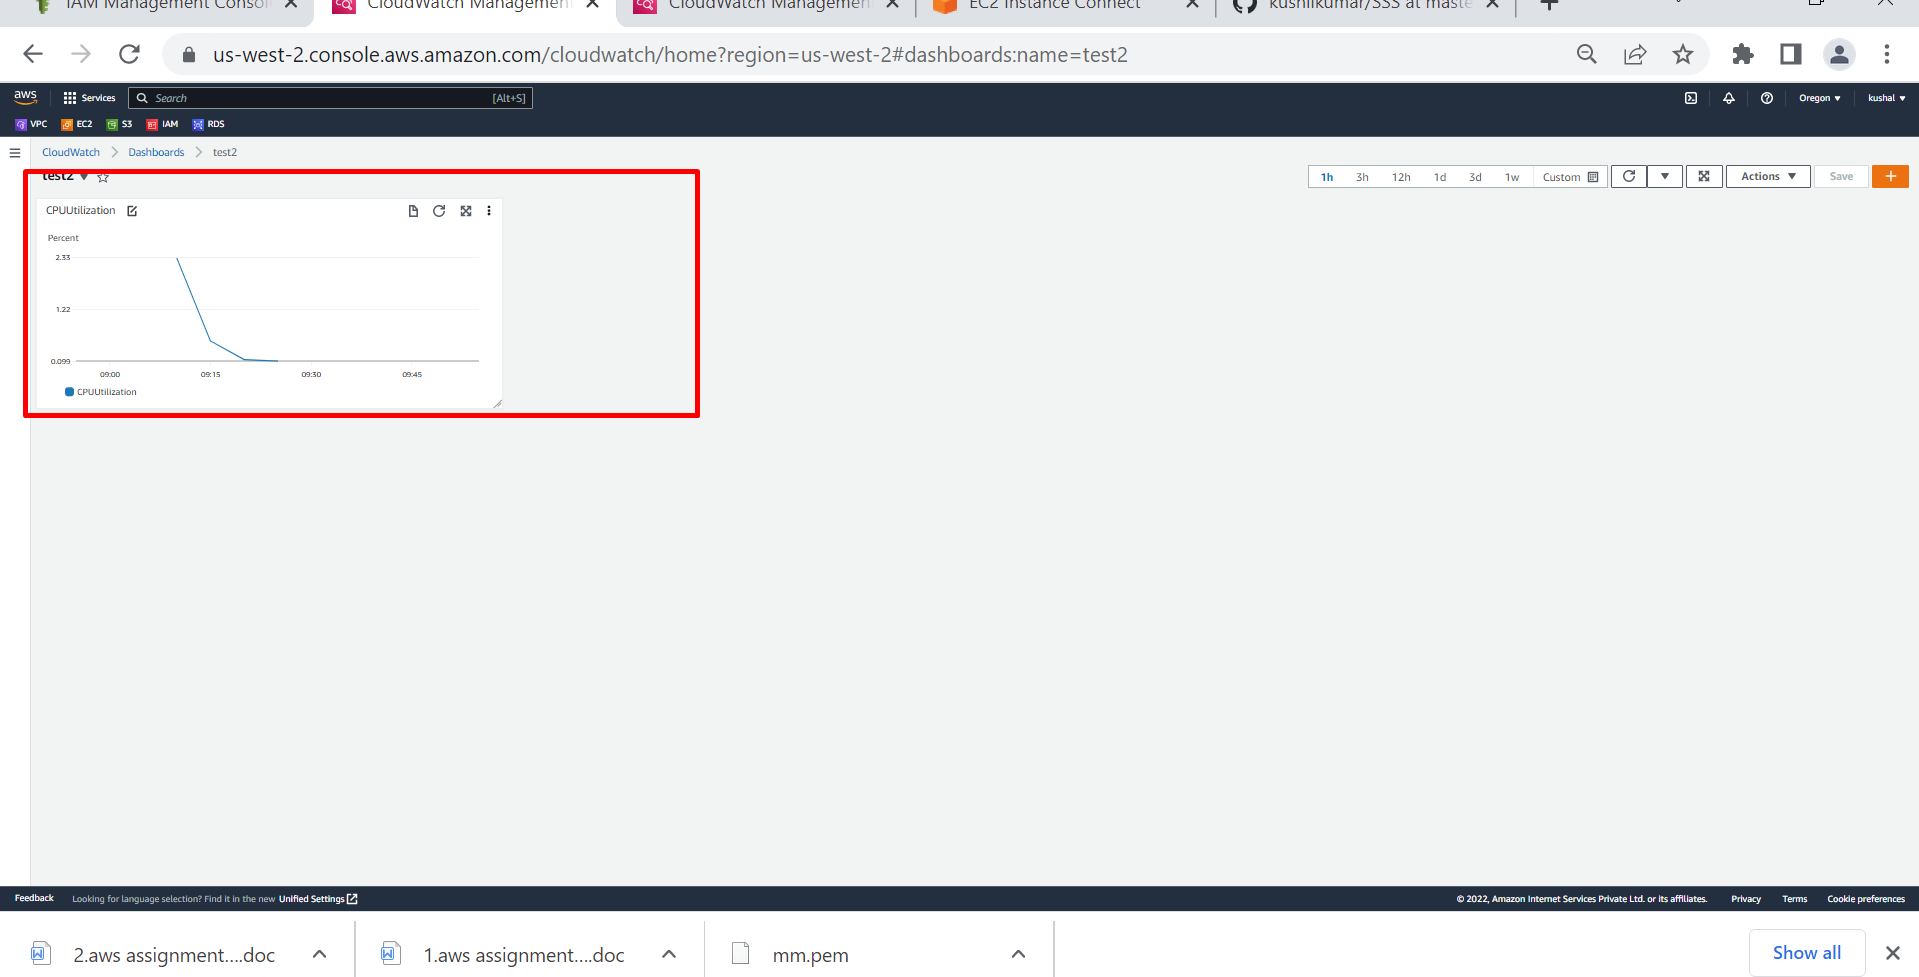 IAM Management Consol
CloudWatch Management
CloudWatch Management
EC2 Instance Connect
kushilkumar/SSS at maste
us-west-2.console.aws.amazon.com/cloudwatch/home?region=us-west-2#dashboards:name=test2
aws
Services
Search
[Alt+S]
Oregon
kushal
VPC
EC2
S3
IAM
RDS
CloudWatch
Dashboards
test2
test2
1h
3h
12h
1d
3d
1w
Custom
Actions
Save
CPUUtilization
Percent
2.33
1.22
0.099
09:00
09:15
09:30
09:45
CPUUtilization
Feedback
Looking for language selection? Find it in the new Unified Settings
© 2022, Amazon Internet Services Private Ltd. or its affiliates.
Privacy
Terms
Cookie preferences
2.aws assignment....doc
1.aws assignment....doc
mm.pem
Show all